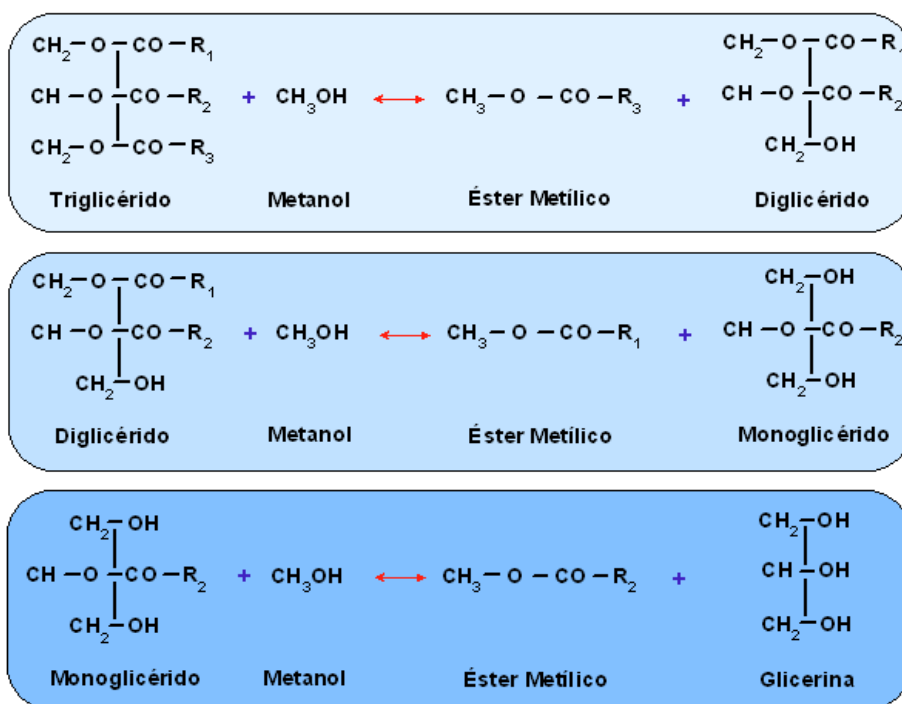 CH2–O–CO–R1 CH2–O–CO–R
CH–O–CO–R2 + CH3OH ↔ CH3–O–CO–R3 + CH–O–CO–R2
CH2–O–CO–R3 CH2–OH
Triglicérido Metanol Éster Metílico Diglicérido
CH2–O–CO–R1 CH2–OH
CH–O–CO–R2 + CH3OH ↔ CH3–O–CO–R1 + CH–O–CO–R2
CH2–OH CH2–OH
Diglicérido Metanol Éster Metílico Monoglicérido
CH2–OH CH2–OH
CH–O–CO–R2 + CH3OH ↔ CH3–O–CO–R2 + CH–OH
CH2–OH CH2–OH
Monoglicérido Metanol Éster Metílico Glicerina